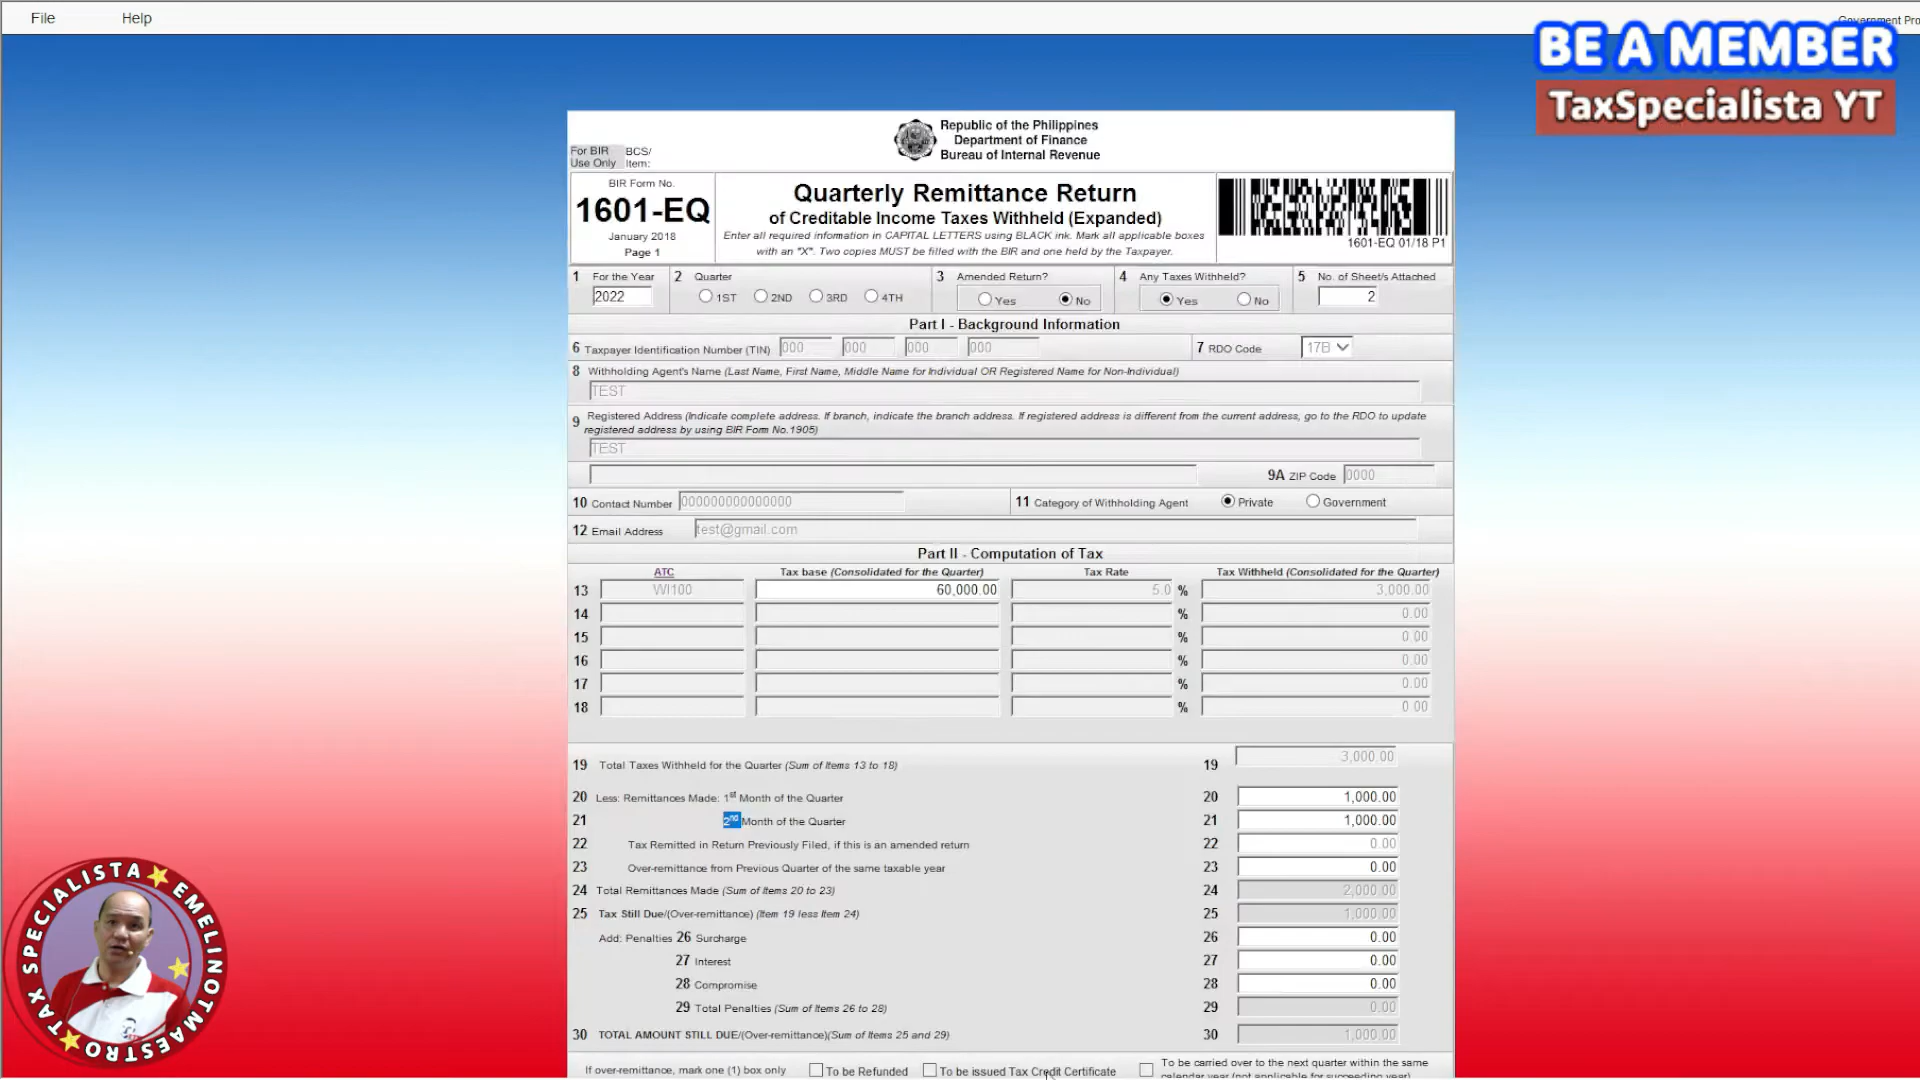 File Help
Government Pro
BE A MEMBER
TaxSpecialista YT
Republic of the Philippines
Department of Finance
Bureau of Internal Revenue
For BIR BCS/
Use Only Item:
BIR Form No.
1601-EQ
January 2018
Page 1
Quarterly Remittance Return
of Creditable Income Taxes Withheld (Expanded)
Enter all required information in CAPITAL LETTERS using BLACK ink. Mark all applicable boxes
with an "X". Two copies MUST be filled with the BIR and one held by the Taxpayer.
1601-EQ 01/18 P1
1 For the Year 2 Quarter 3 Amended Return? 4 Any Taxes Withheld? 5 No. of Sheet/s Attached
2022 1ST 2ND 3RD 4TH Yes No Yes No 2
Part I - Background Information
6 Taxpayer Identification Number (TIN) 000 000 000 000 7 RDO Code 17B
8 Withholding Agent's Name (Last Name, First Name, Middle Name for Individual OR Registered Name for Non-Individual)
TEST
9 Registered Address (Indicate complete address. If branch, indicate the branch address. If registered address is different from the current address, go to the RDO to update
registered address by using BIR Form No.1905)
TEST
9A ZIP Code 0000
10 Contact Number 000000000000000 11 Category of Withholding Agent Private Government
12 Email Address test@gmail.com
Part II - Computation of Tax
ATC Tax base (Consolidated for the Quarter) Tax Rate Tax Withheld (Consolidated for the Quarter)
13 WI100 60,000.00 5.0 % 3,000.00
14 % 0.00
15 % 0.00
16 % 0.00
17 % 0.00
18 % 0.00
19 Total Taxes Withheld for the Quarter (Sum of Items 13 to 18) 19 3,000.00
20 Less: Remittances Made: 1st Month of the Quarter 20 1,000.00
21 2nd Month of the Quarter 21 1,000.00
22 Tax Remitted in Return Previously Filed, if this is an amended return 22 0.00
23 Over-remittance from Previous Quarter of the same taxable year 23 0.00
24 Total Remittances Made (Sum of Items 20 to 23) 24 2,000.00
25 Tax Still Due/(Over-remittance) (Item 19 less Item 24) 25 1,000.00
Add: Penalties 26 Surcharge 26 0.00
27 Interest 27 0.00
28 Compromise 28 0.00
29 Total Penalties (Sum of Items 26 to 28) 29 0.00
30 TOTAL AMOUNT STILL DUE/(Over-remittance)(Sum of Items 25 and 29) 30 1,000.00
If over-remittance, mark one (1) box only To be Refunded To be issued Tax Credit Certificate To be carried over to the next quarter within the same
calendar year (not applicable for succeeding year)
TAX SPECIALISTA EMELINO T MAESTRO